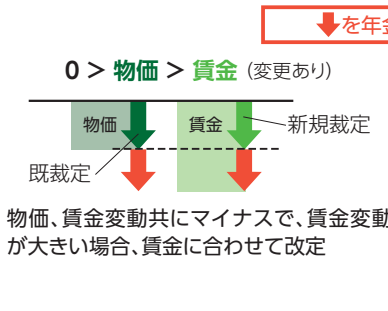 を年金
0 > 物価 > 賃金 (変更あり)
物価
賃金
新規裁定
既裁定
物価、賃金変動共にマイナスで、賃金変動
が大きい場合、賃金に合わせて改定